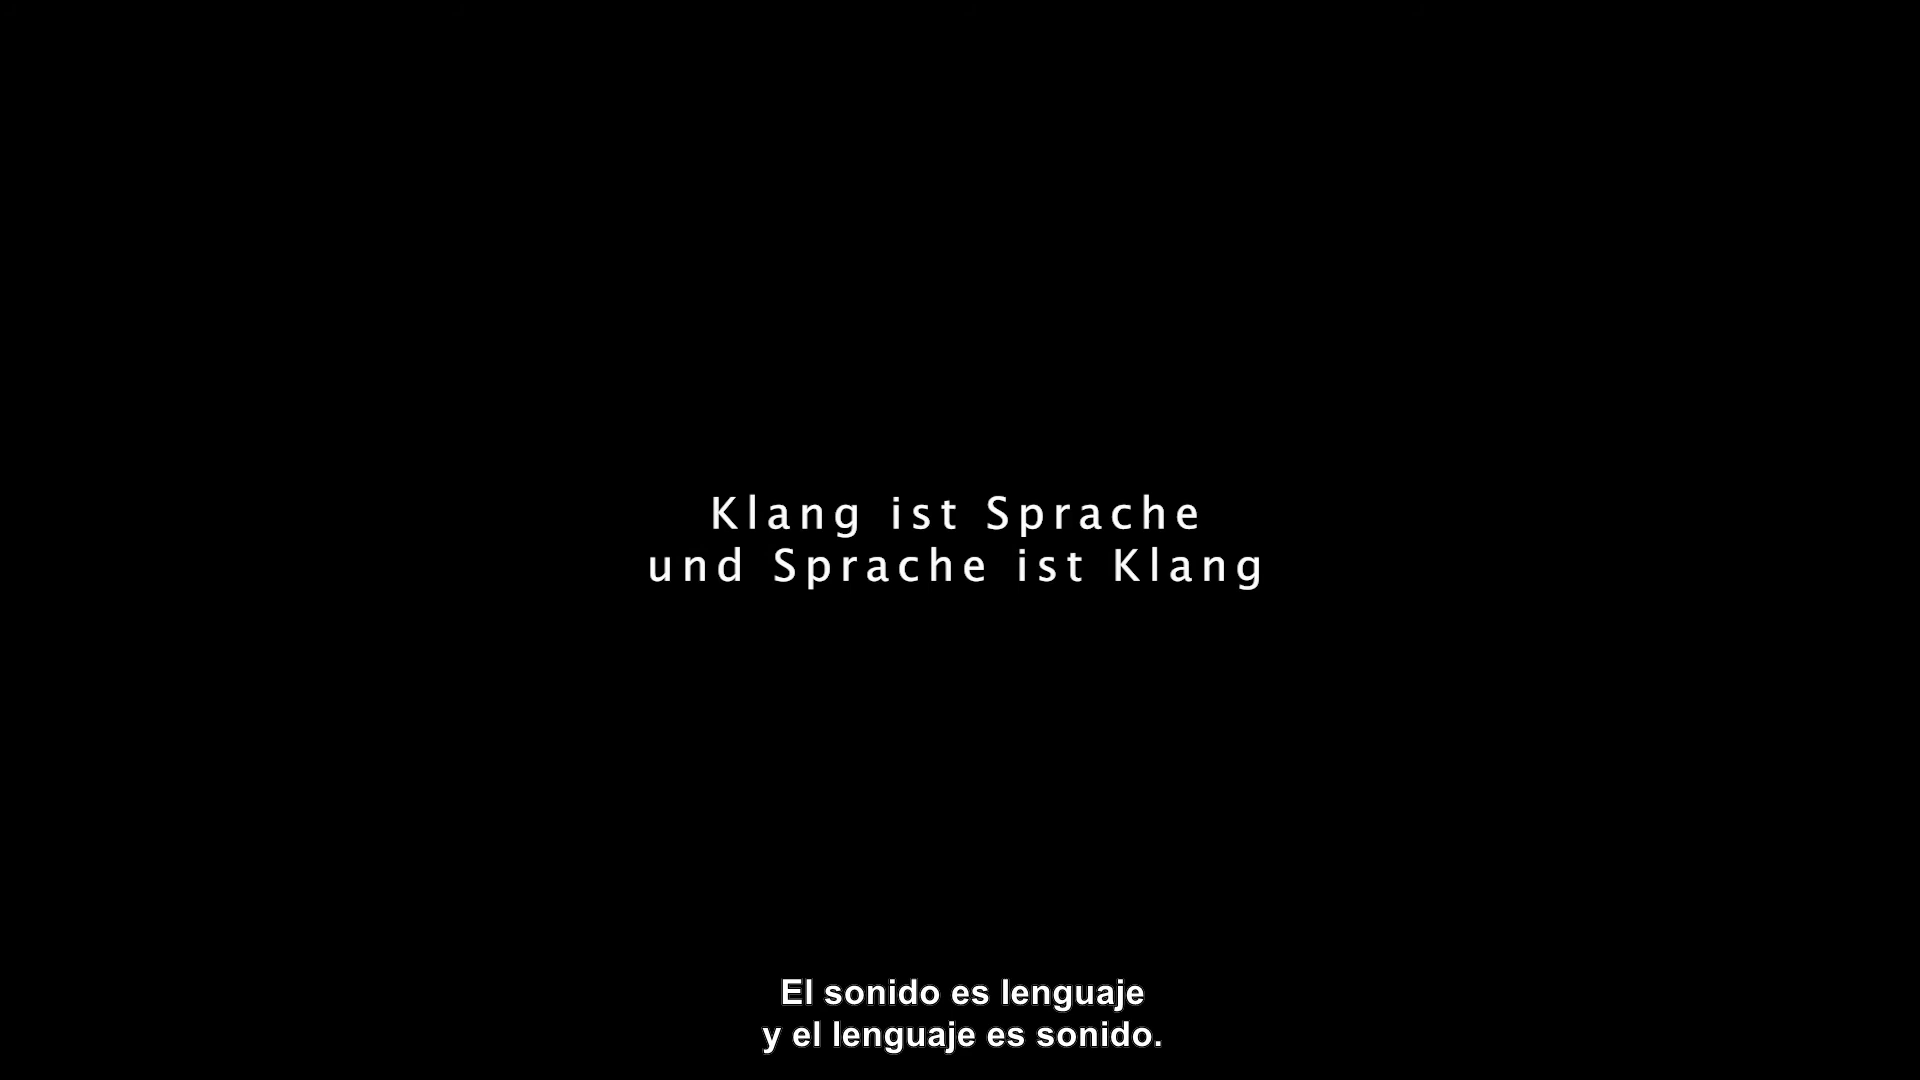 Klang ist Sprache
und Sprache ist Klang
El sonido es lenguaje
y el lenguaje es sonido.